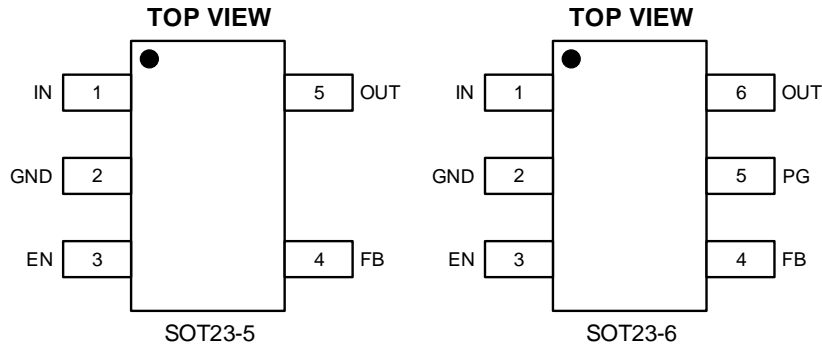 TOP VIEW
IN 1 5 OUT
GND 2
EN 3 4 FB
SOT23-5
TOP VIEW
IN 1 6 OUT
GND 2 5 PG
EN 3 4 FB
SOT23-6